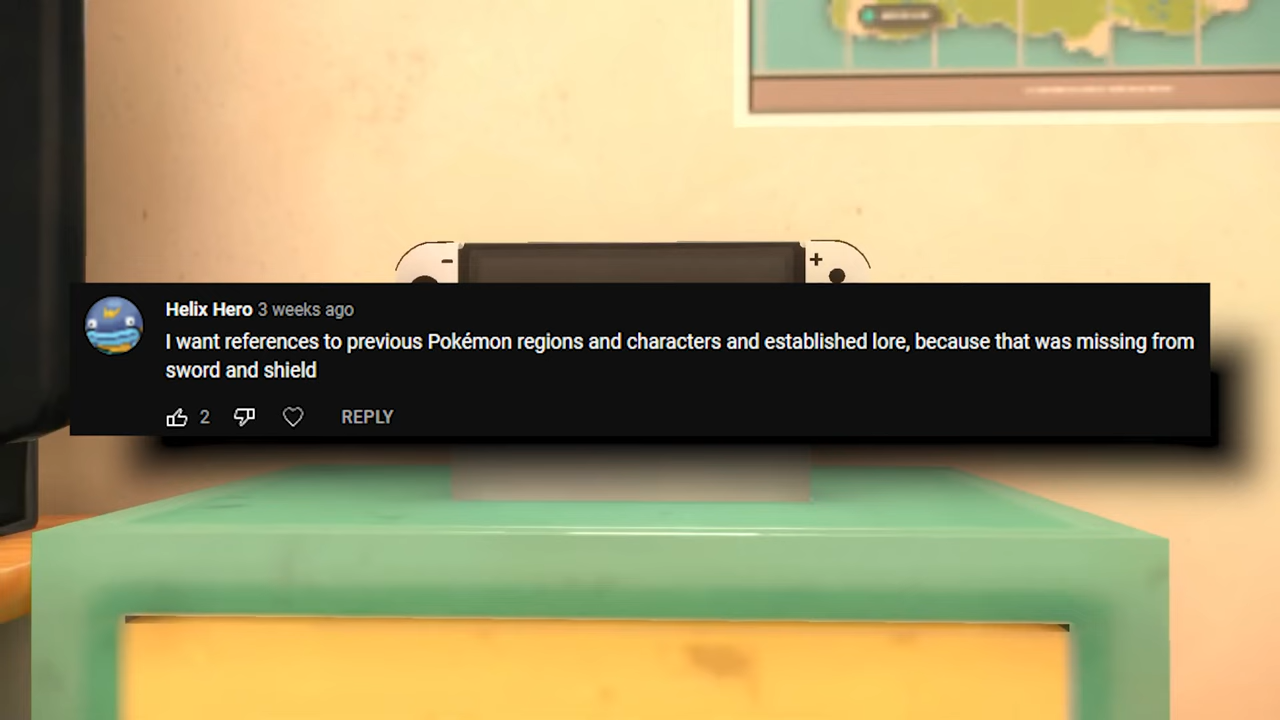 Helix Hero 3 weeks ago
I want references to previous Pokémon regions and characters and established lore, because that was missing from
sword and shield
2 REPLY